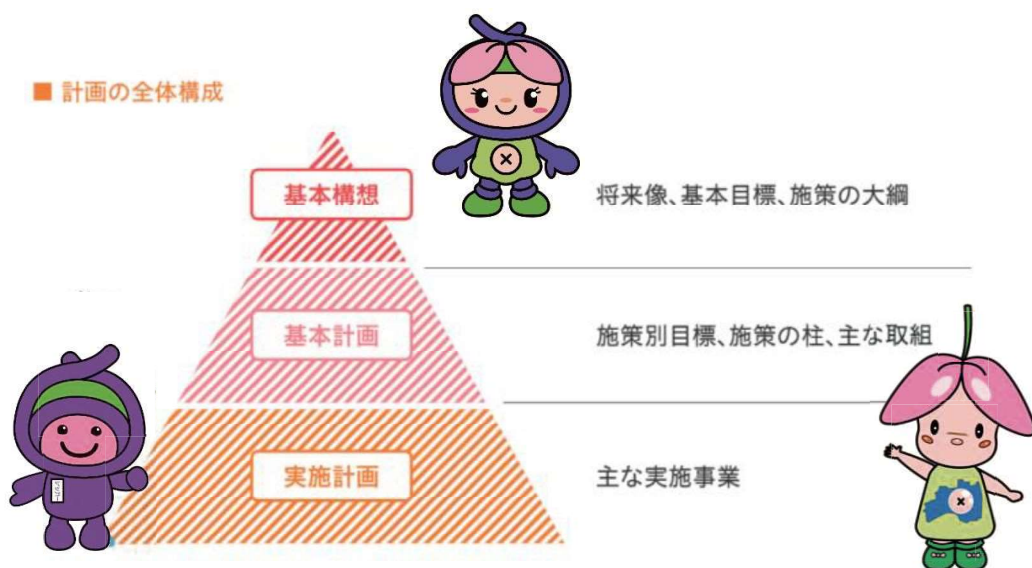 ■ 計画の全体構成
基本構想
将来像、基本目標、施策の大綱
基本計画
施策別目標、施策の柱、主な取組
実施計画
主な実施事業